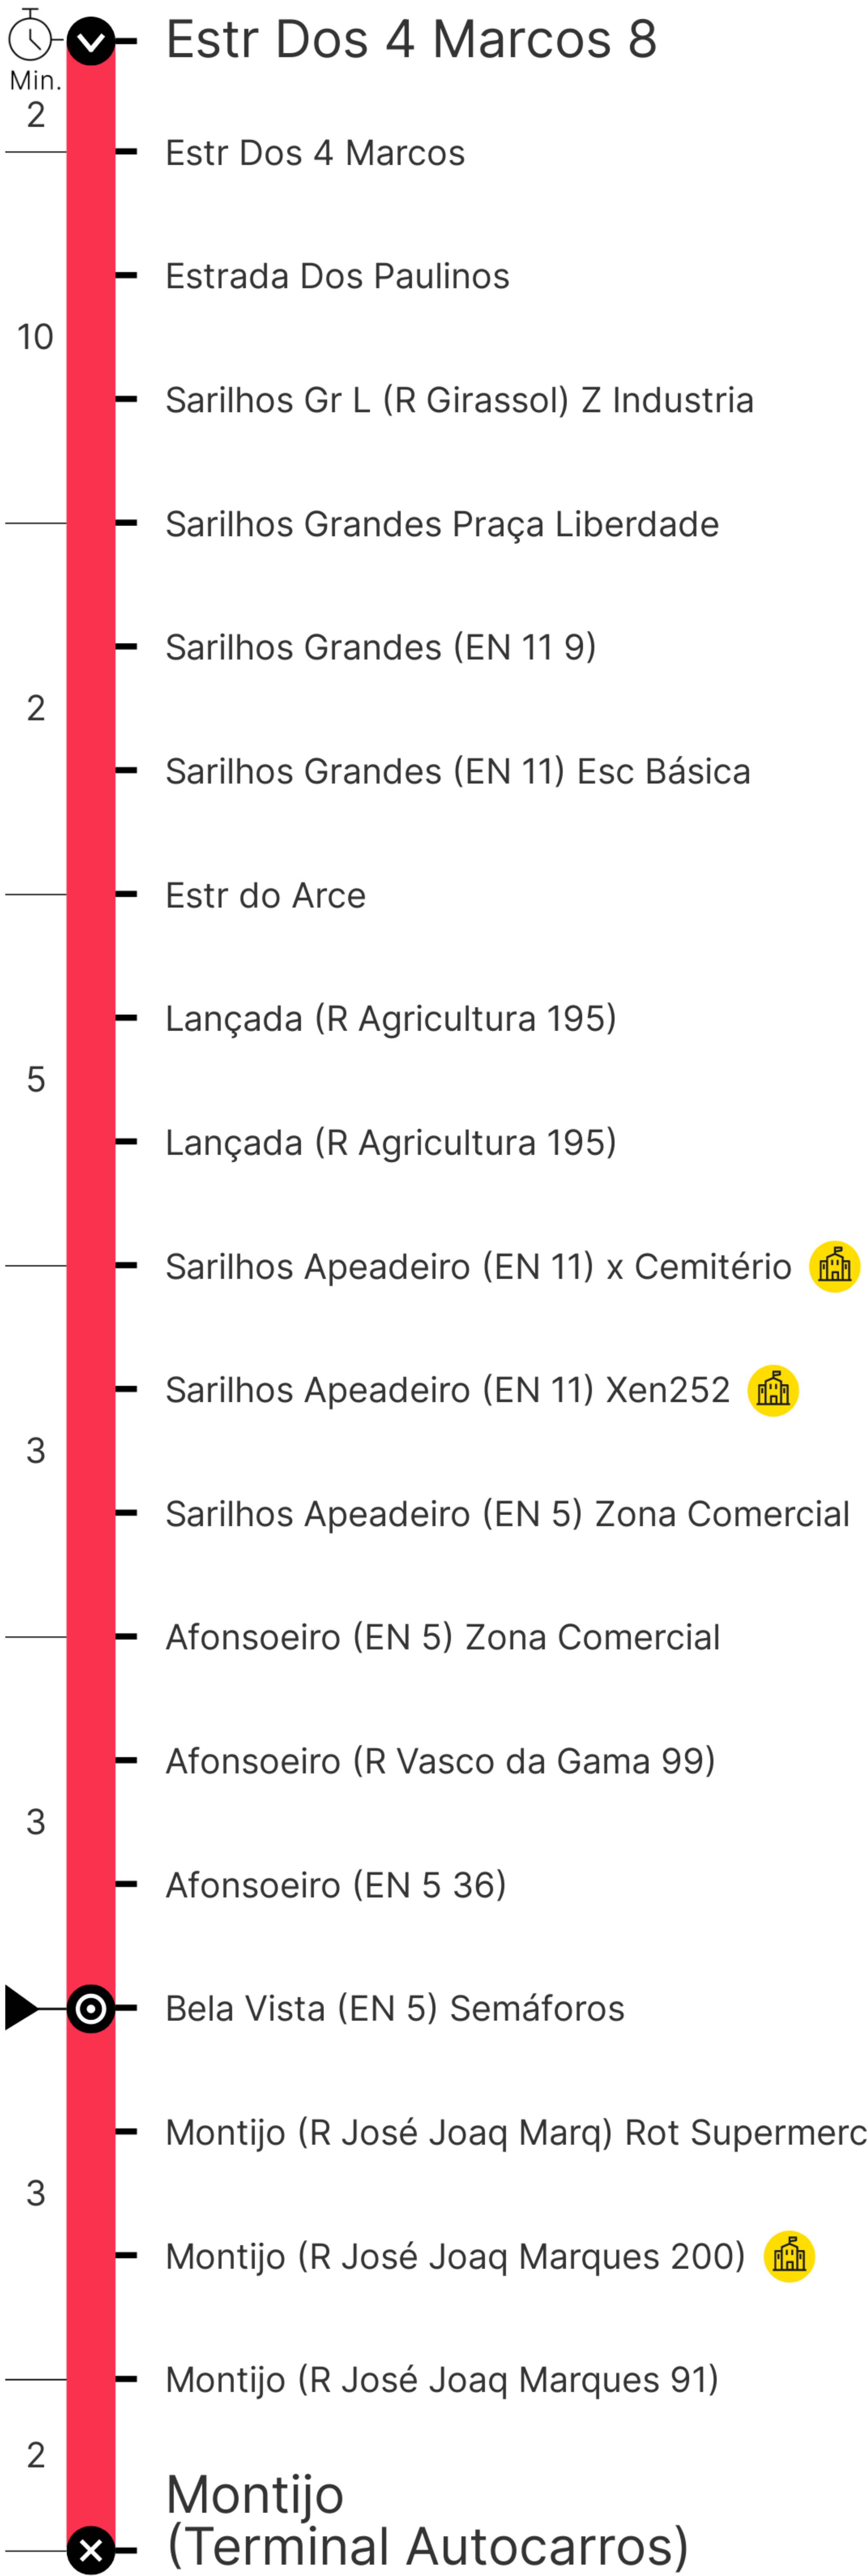 Estr Dos 4 Marcos 8
Min.
2
Estr Dos 4 Marcos
Estrada Dos Paulinos
10
Sarilhos Gr L (R Girassol) Z Industria
Sarilhos Grandes Praça Liberdade
Sarilhos Grandes (EN 11 9)
2
Sarilhos Grandes (EN 11) Esc Básica
Estr do Arce
Lançada (R Agricultura 195)
5
Lançada (R Agricultura 195)
Sarilhos Apeadeiro (EN 11) x Cemitério
Sarilhos Apeadeiro (EN 11) Xen252
3
Sarilhos Apeadeiro (EN 5) Zona Comercial
Afonsoeiro (EN 5) Zona Comercial
Afonsoeiro (R Vasco da Gama 99)
3
Afonsoeiro (EN 5 36)
Bela Vista (EN 5) Semáforos
Montijo (R José Joaq Marq) Rot Supermerc
3
Montijo (R José Joaq Marques 200)
Montijo (R José Joaq Marques 91)
2
Montijo
(Terminal Autocarros)